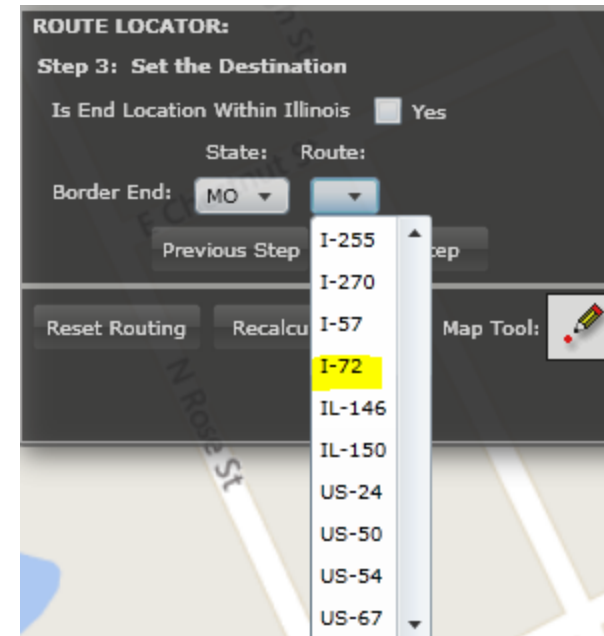 ROUTE LOCATOR:
Step 3: Set the Destination
Is End Location Within Illinois Yes
State: Route:
Border End: MO
Previous Step
I-255
I-270
I-57
I-72
IL-146
IL-150
US-24
US-50
US-54
US-67
Reset Routing
Map Tool:
N Rose St